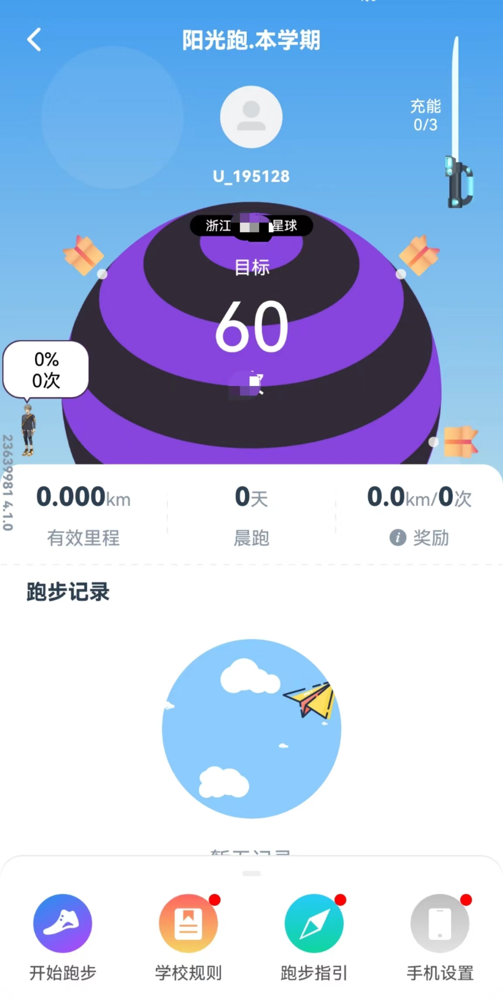 阳光跑.本学期
充能
0/3
U_195128
浙江
星球
目标
60
0%
0次
23639981 4.1.0
0.000km
0天
0.0km/0次
有效里程
晨跑
i 奖励
跑步记录
开始跑步
学校规则
跑步指引
手机设置